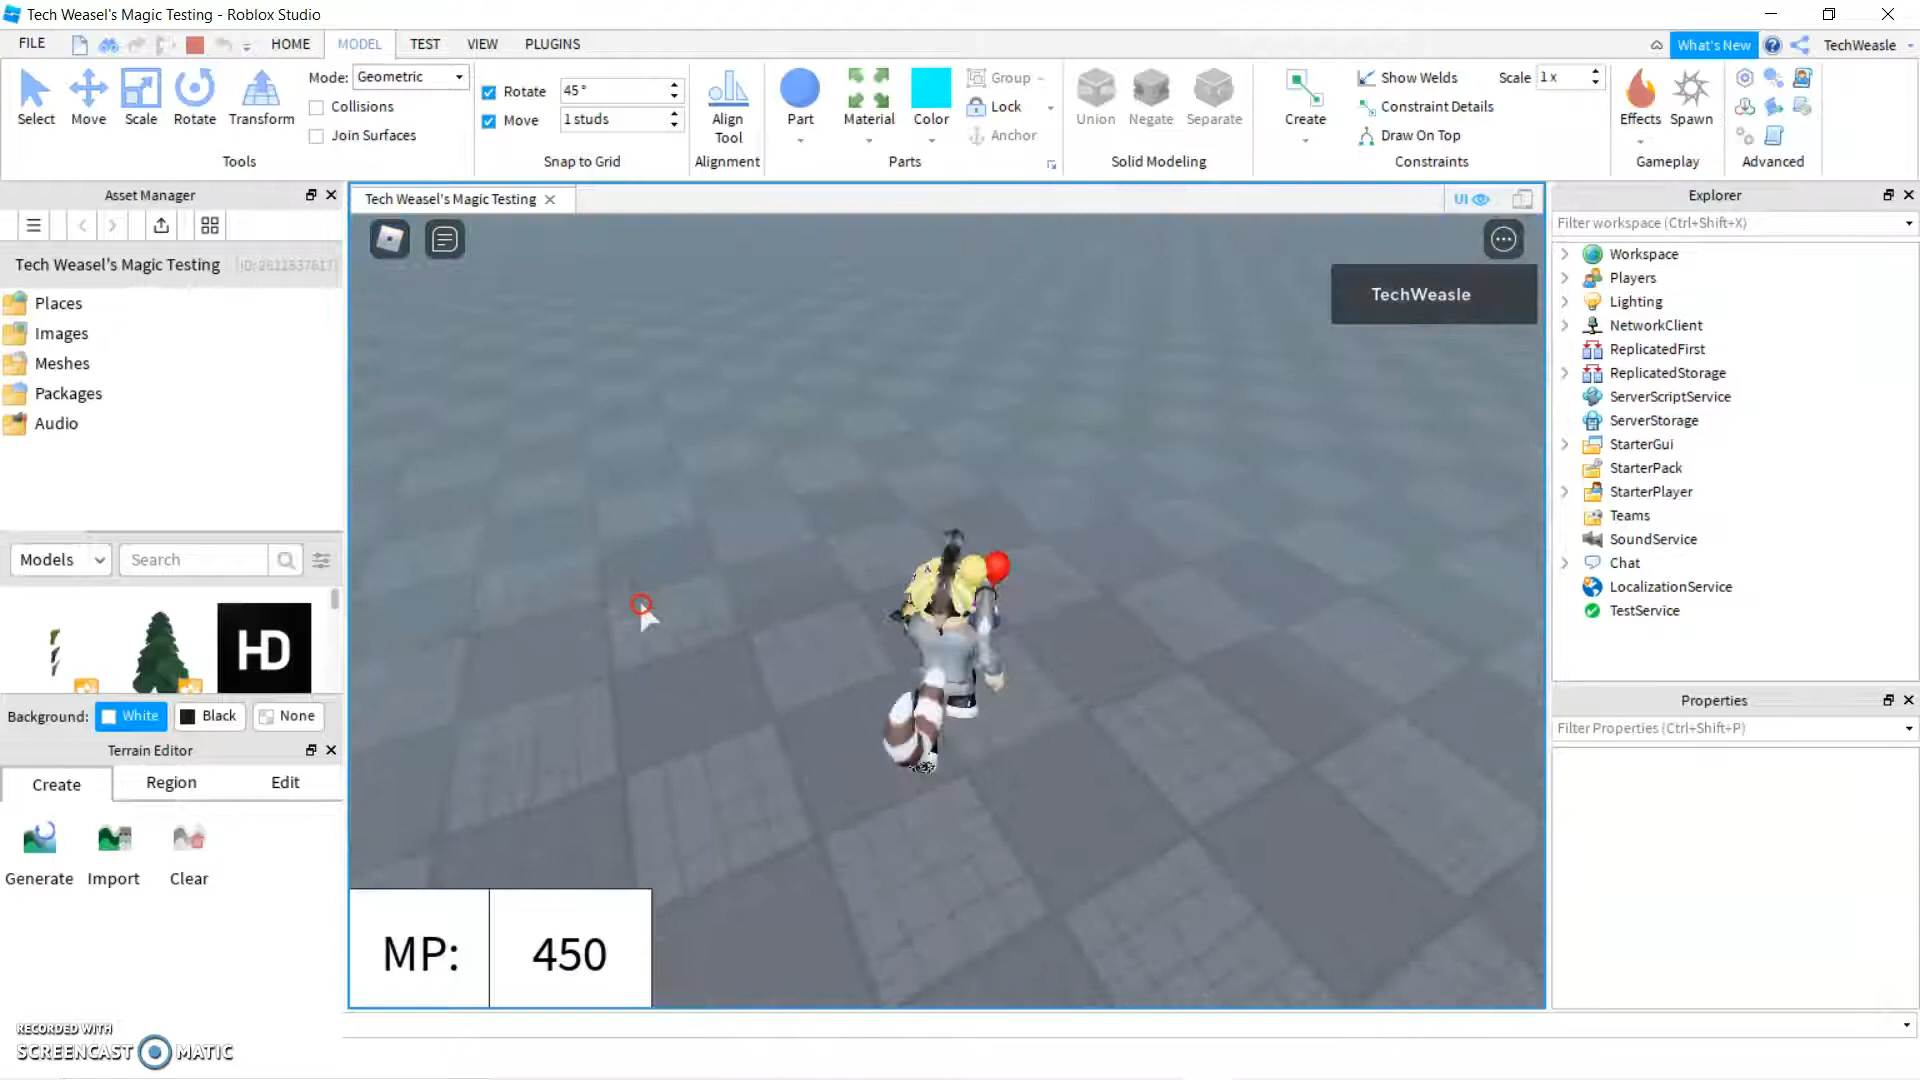 Tech Weasel's Magic Testing - Roblox Studio
FILE HOME MODEL TEST VIEW PLUGINS What's New TechWeasle
Select Move Scale Rotate Transform
Mode: Geometric
Collisions
Join Surfaces
Tools
Rotate 45°
Move 1 studs
Snap to Grid
Align Tool
Alignment
Part Material Color
Group
Lock
Anchor
Parts
Union Negate Separate
Solid Modeling
Create
Show Welds Scale 1 x
Constraint Details
Draw On Top
Constraints
Effects Spawn
Gameplay
Advanced
Asset Manager
Tech Weasel's Magic Testing
Places
Images
Meshes
Packages
Audio
Models Search
HD
Background: White Black None
Terrain Editor
Create Region Edit
Generate Import Clear
RECORDED WITH
SCREENCAST MATIC
Tech Weasel's Magic Testing
UI
TechWeasle
MP: 450
Explorer
Filter workspace (Ctrl+Shift+X)
Workspace
Players
Lighting
NetworkClient
ReplicatedFirst
ReplicatedStorage
ServerScriptService
ServerStorage
StarterGui
StarterPack
StarterPlayer
Teams
SoundService
Chat
LocalizationService
TestService
Properties
Filter Properties (Ctrl+Shift+P)